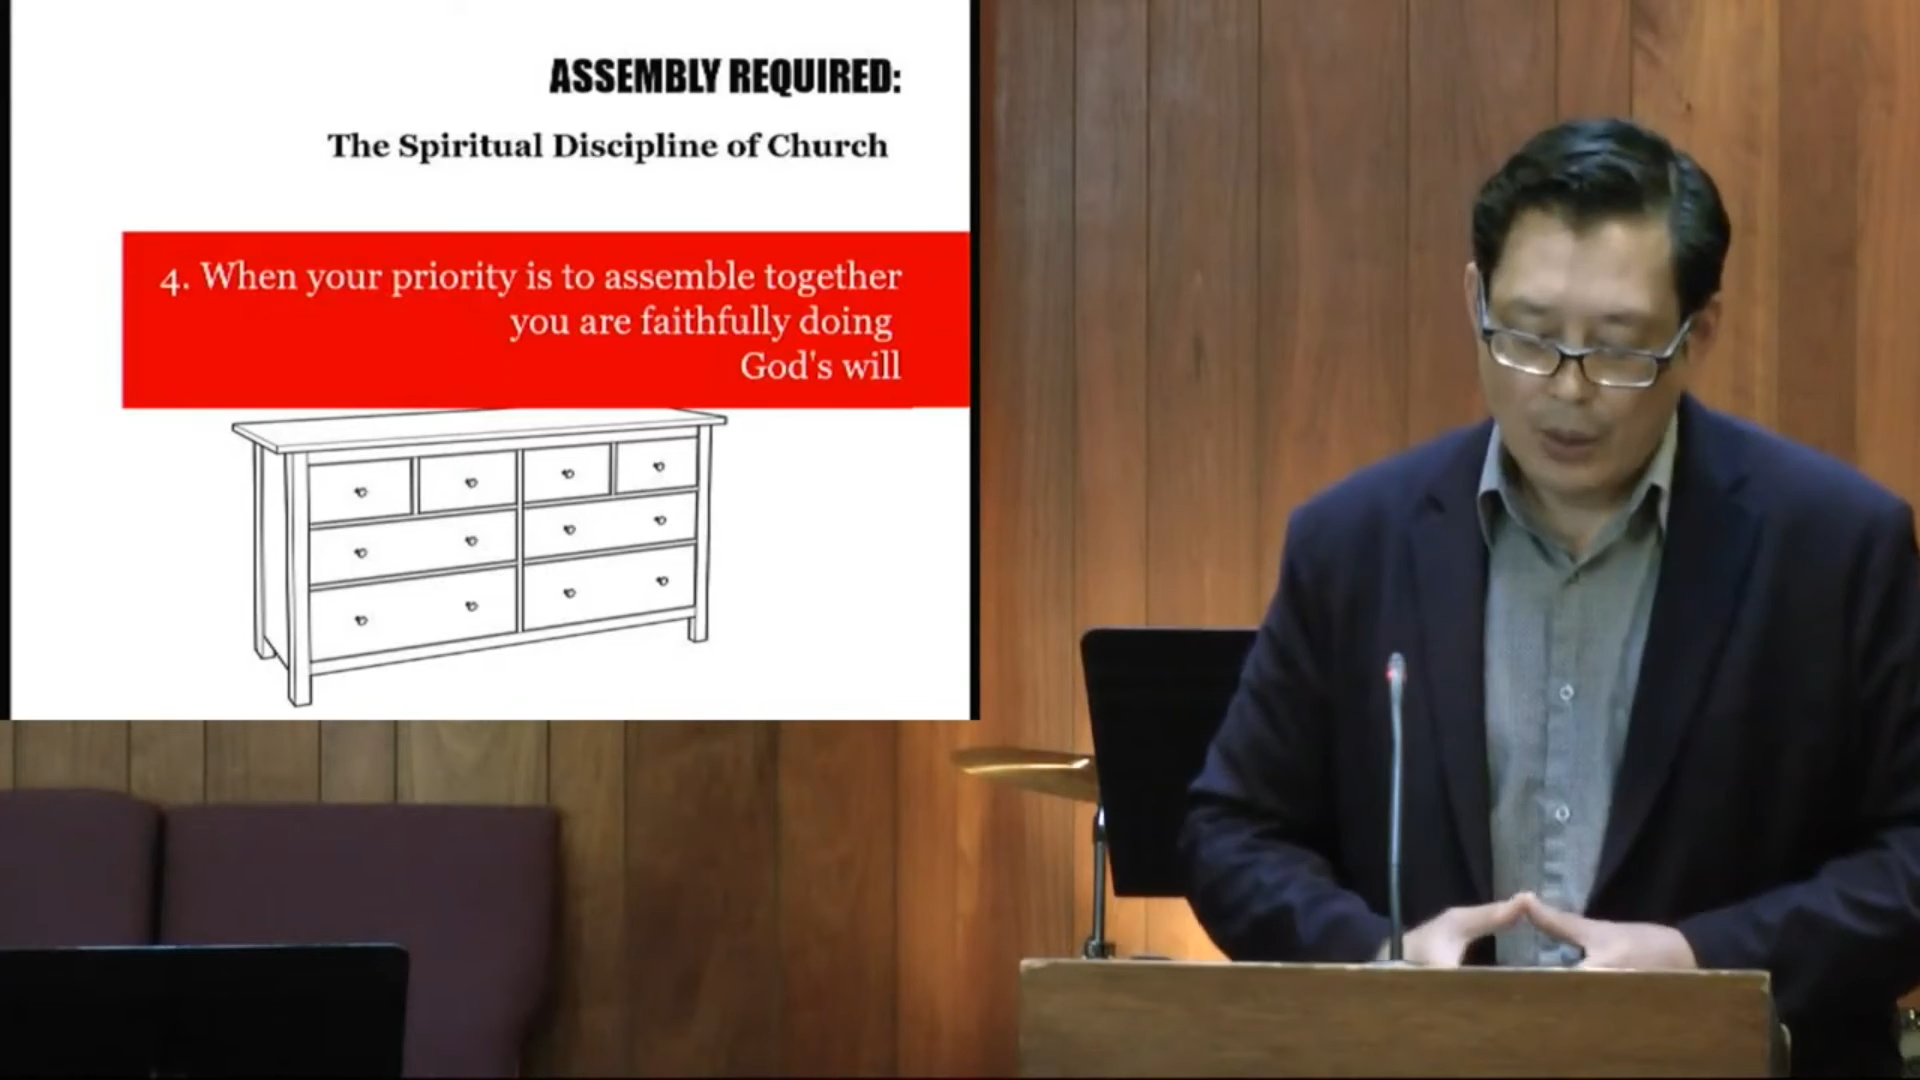 ASSEMBLY REQUIRED:
The Spiritual Discipline of Church
4. When your priority is to assemble together
you are faithfully doing
God's will